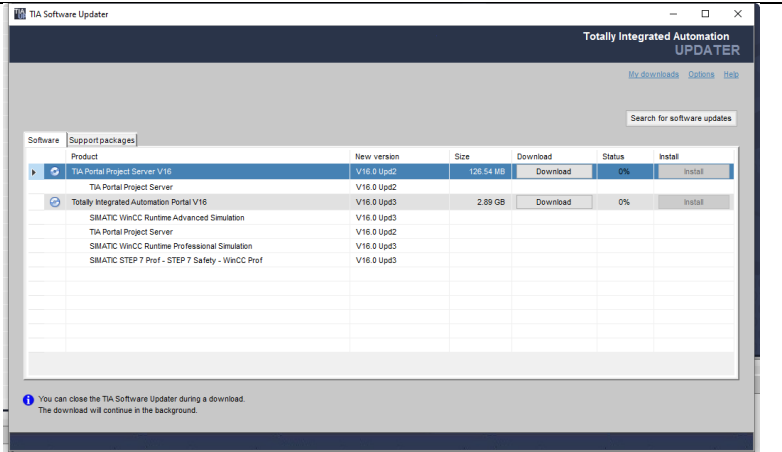 TIA Software Updater
Totally Integrated Automation
UPDATER
My downloads Options Help
Search for software updates
Software Support packages
Product New version Size Download Status Install
TIA Portal Project Server V16 V16.0 Upd2 126.54 MB Download 0% Install
TIA Portal Project Server V16.0 Upd2
Totally Integrated Automation Portal V16 V16.0 Upd3 2.89 GB Download 0% Install
SIMATIC WinCC Runtime Advanced Simulation V16.0 Upd3
TIA Portal Project Server V16.0 Upd2
SIMATIC WinCC Runtime Professional Simulation V16.0 Upd3
SIMATIC STEP 7 Prof - STEP 7 Safety - WinCC Prof V16.0 Upd3
You can close the TIA Software Updater during a download.
The download will continue in the background.